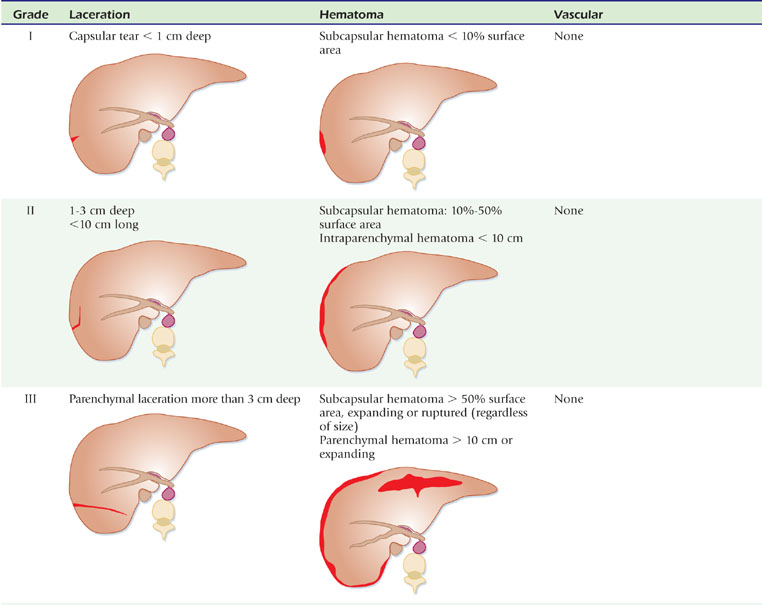 Grade Laceration Hematoma Vascular
I Capsular tear < 1 cm deep Subcapsular hematoma < 10% surface None
area
II 1-3 cm deep Subcapsular hematoma: 10%-50% None
<10 cm long surface area
Intraparenchymal hematoma < 10 cm
III Parenchymal laceration more than 3 cm deep Subcapsular hematoma > 50% surface None
area, expanding or ruptured (regardless
of size)
Parenchymal hematoma > 10 cm or
expanding